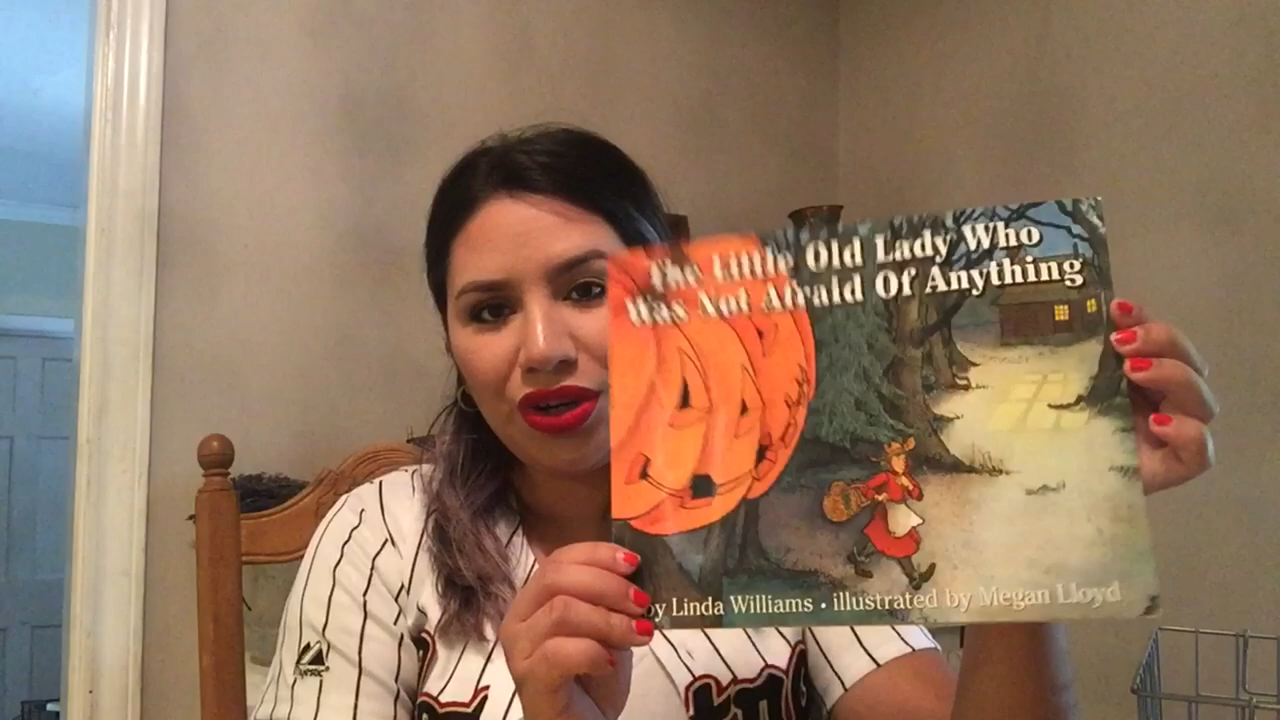 The Little Old Lady Who
Was Not Afraid Of Anything
by Linda Williams • illustrated by Megan Lloyd